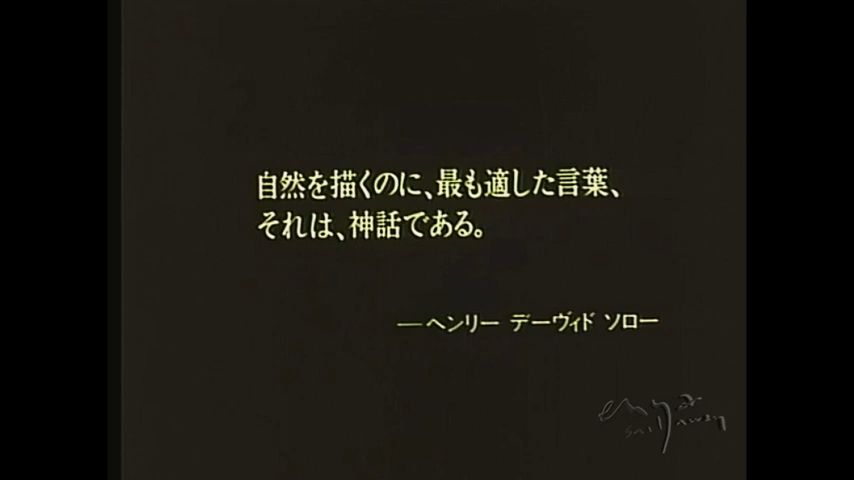 自然を描くのに、最も適した言葉、
それは、神話である。
—ヘンリー デーヴィド ソロー